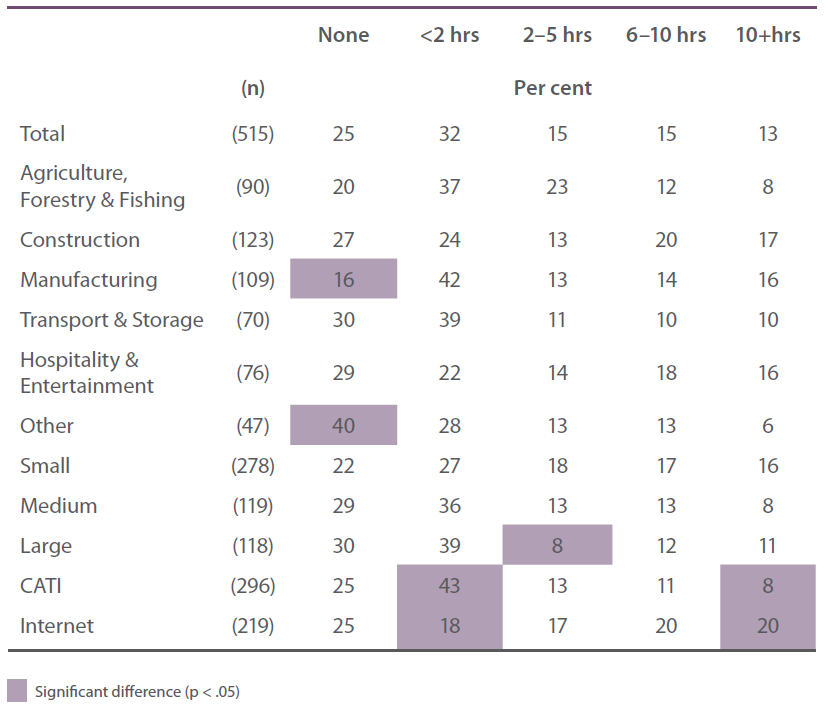 None <2 hrs 2–5 hrs 6–10 hrs 10+hrs
(n) Per cent
Total (515) 25 32 15 15 13
Agriculture,
Forestry & Fishing (90) 20 37 23 12 8
Construction (123) 27 24 13 20 17
Manufacturing (109) 16 42 13 14 16
Transport & Storage (70) 30 39 11 10 10
Hospitality &
Entertainment (76) 29 22 14 18 16
Other (47) 40 28 13 13 6
Small (278) 22 27 18 17 16
Medium (119) 29 36 13 13 8
Large (118) 30 39 8 12 11
CATI (296) 25 43 13 11 8
Internet (219) 25 18 17 20 20
Significant difference (p < .05)